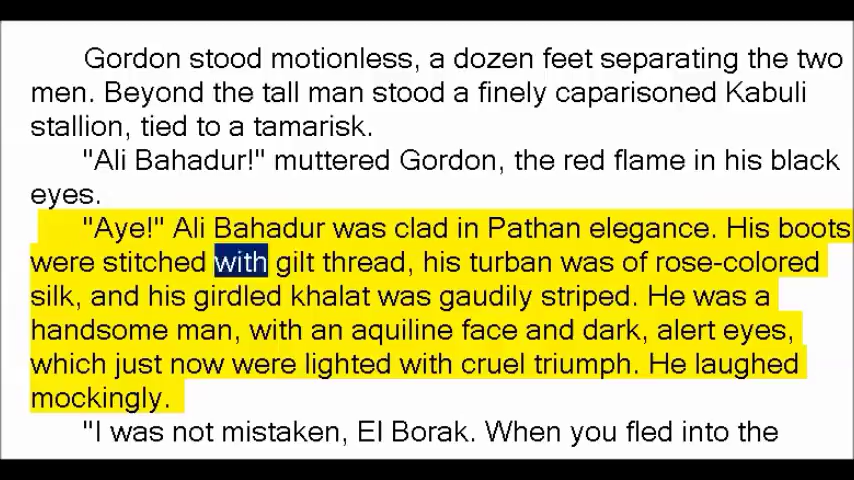 Gordon stood motionless, a dozen feet separating the two
men. Beyond the tall man stood a finely caparisoned Kabuli
stallion, tied to a tamarisk.
"Ali Bahadur!" muttered Gordon, the red flame in his black
eyes.
"Aye!" Ali Bahadur was clad in Pathan elegance. His boots
were stitched with gilt thread, his turban was of rose-colored
silk, and his girdled khalat was gaudily striped. He was a
handsome man, with an aquiline face and dark, alert eyes,
which just now were lighted with cruel triumph. He laughed
mockingly.
"I was not mistaken, El Borak. When you fled into the